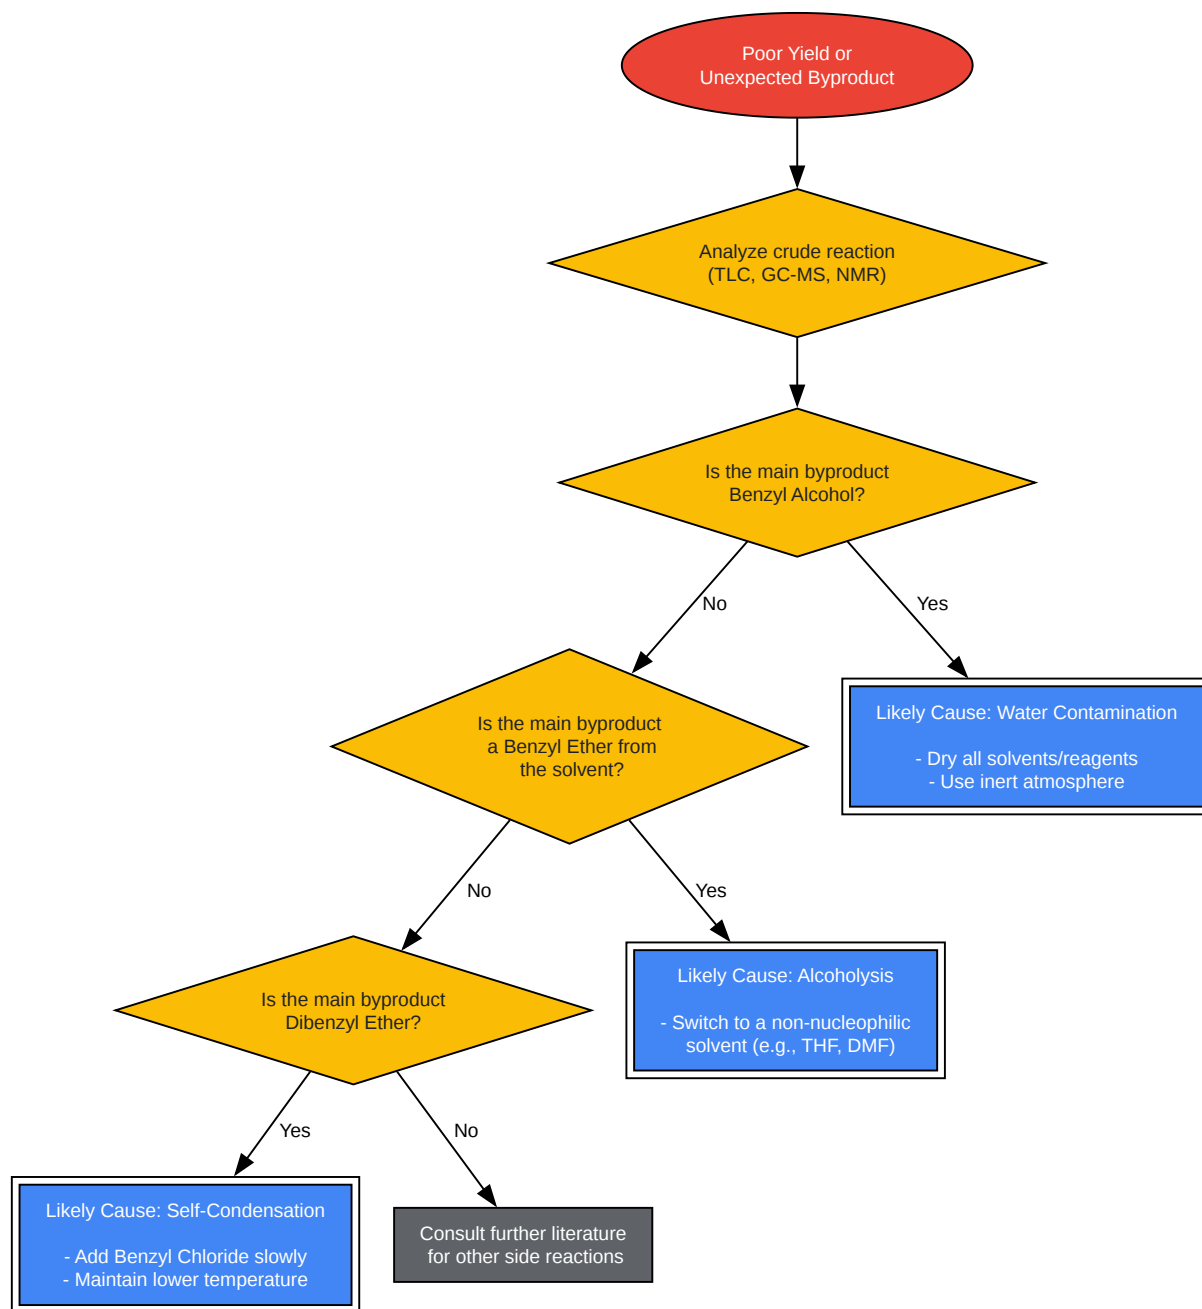 Poor Yield or
Unexpected Byproduct
Analyze crude reaction
(TLC, GC-MS, NMR)
Is the main byproduct
Benzyl Alcohol?
No
Yes
Is the main byproduct
a Benzyl Ether from
the solvent?
Likely Cause: Water Contamination
- Dry all solvents/reagents
- Use inert atmosphere
No
Yes
Is the main byproduct
Dibenzyl Ether?
Likely Cause: Alcoholysis
- Switch to a non-nucleophilic
solvent (e.g., THF, DMF)
Yes
No
Likely Cause: Self-Condensation
- Add Benzyl Chloride slowly
- Maintain lower temperature
Consult further literature
for other side reactions